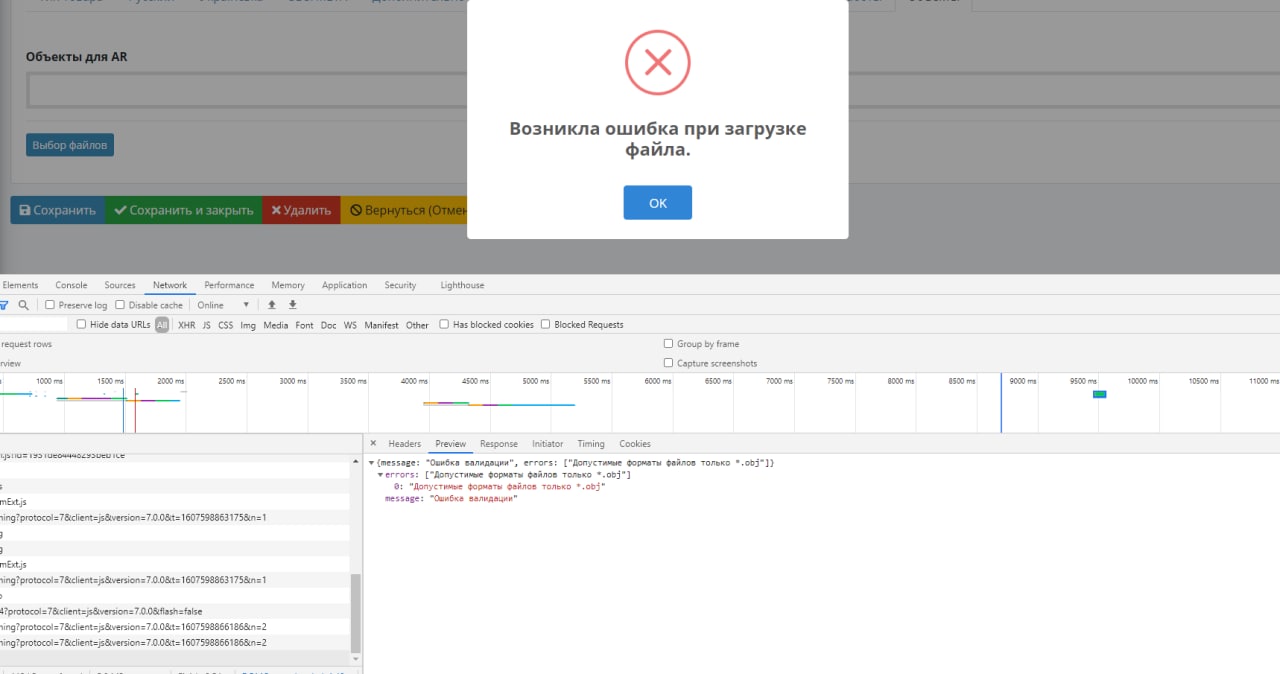 Объекты для AR
Выбор файлов
Возникла ошибка при загрузке
файла.
OK
Сохранить Сохранить и закрыть Удалить Вернуться (Отмен
Elements Console Sources Network Performance Memory Application Security Lighthouse
Preserve log Disable cache Online
Hide data URLs All XHR JS CSS Img Media Font Doc WS Manifest Other Has blocked cookies Blocked Requests
request rows Group by frame
rview Capture screenshots
1000 ms 1500 ms 2000 ms 2500 ms 3000 ms 3500 ms 4000 ms 4500 ms 5000 ms 5500 ms 6000 ms 6500 ms 7000 ms 7500 ms 8000 ms 8500 ms 9000 ms 9500 ms 10000 ms 10500 ms 11000 ms
× Headers Preview Response Initiator Timing Cookies
{message: "Ошибка валидации", errors: ["Допустимые форматы файлов только *.obj"]}
errors: ["Допустимые форматы файлов только *.obj"]
0: "Допустимые форматы файлов только *.obj"
message: "Ошибка валидации"
s
mExt.js
ning?protocol=7&client=js&version=7.0.0&t=1607598863175&n=1
g
g
mExt.js
ning?protocol=7&client=js&version=7.0.0&t=1607598863175&n=1
o
4?protocol=7&client=js&version=7.0.0&flash=false
ning?protocol=7&client=js&version=7.0.0&t=1607598866186&n=2
ning?protocol=7&client=js&version=7.0.0&t=1607598866186&n=2